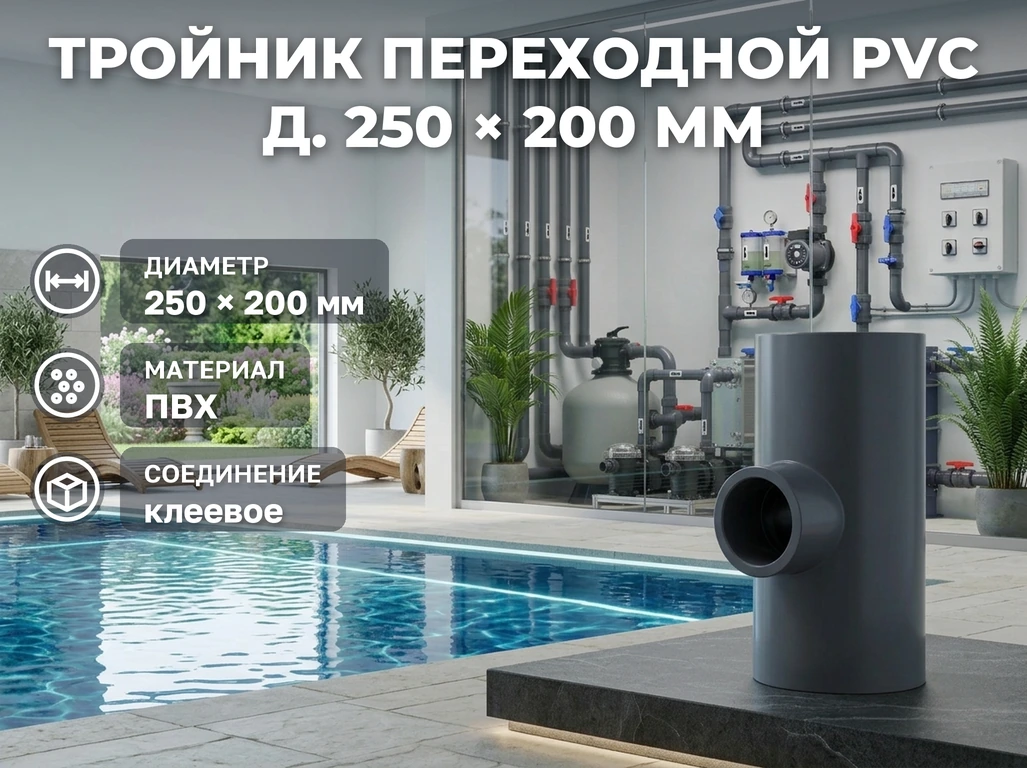 ТРОЙНИК ПЕРЕХОДНОЙ PVC
Д. 250 × 200 ММ
ДИАМЕТР
250 × 200 мм
МАТЕРИАЛ
ПВХ
СОЕДИНЕНИЕ
клеевое